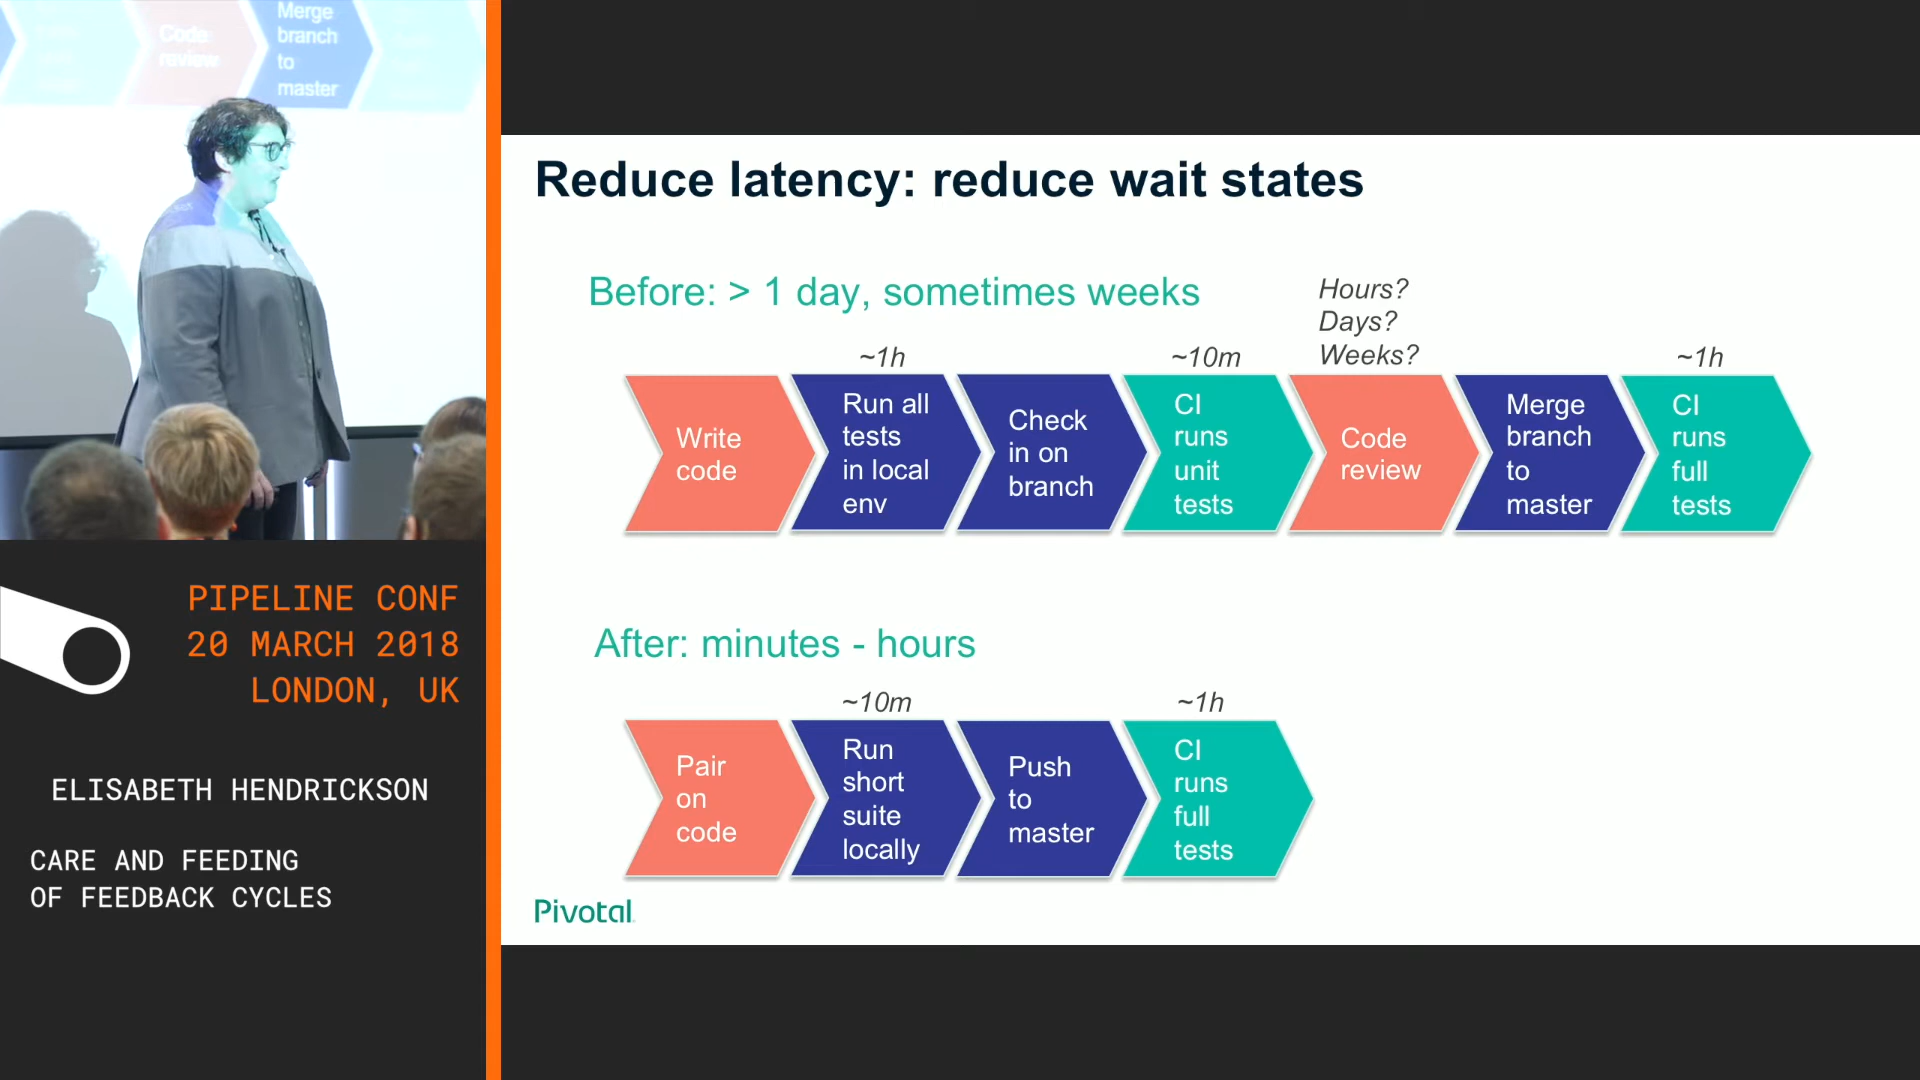 Code
review
Merge
branch
to
master
PIPELINE CONF
20 MARCH 2018
LONDON, UK
ELISABETH HENDRICKSON
CARE AND FEEDING
OF FEEDBACK CYCLES
Reduce latency: reduce wait states
Before: > 1 day, sometimes weeks
Hours?
Days?
Weeks?
~1h
~10m
~1h
Write
code
Run all
tests
in local
env
Check
in on
branch
CI
runs
unit
tests
Code
review
Merge
branch
to
master
CI
runs
full
tests
After: minutes - hours
~10m
~1h
Pair
on
code
Run
short
suite
locally
Push
to
master
CI
runs
full
tests
Pivotal